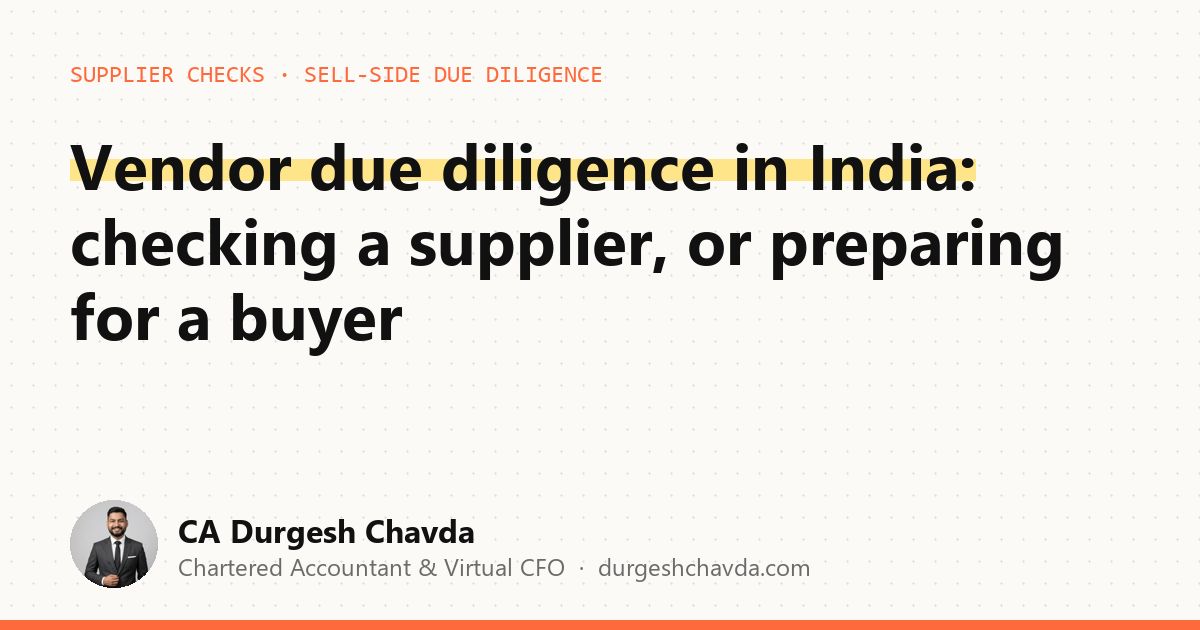 SUPPLIER CHECKS · SELL-SIDE DUE DILIGENCE
Vendor due diligence in India:
checking a supplier, or preparing
for a buyer
CA Durgesh Chavda
Chartered Accountant & Virtual CFO · durgeshchavda.com